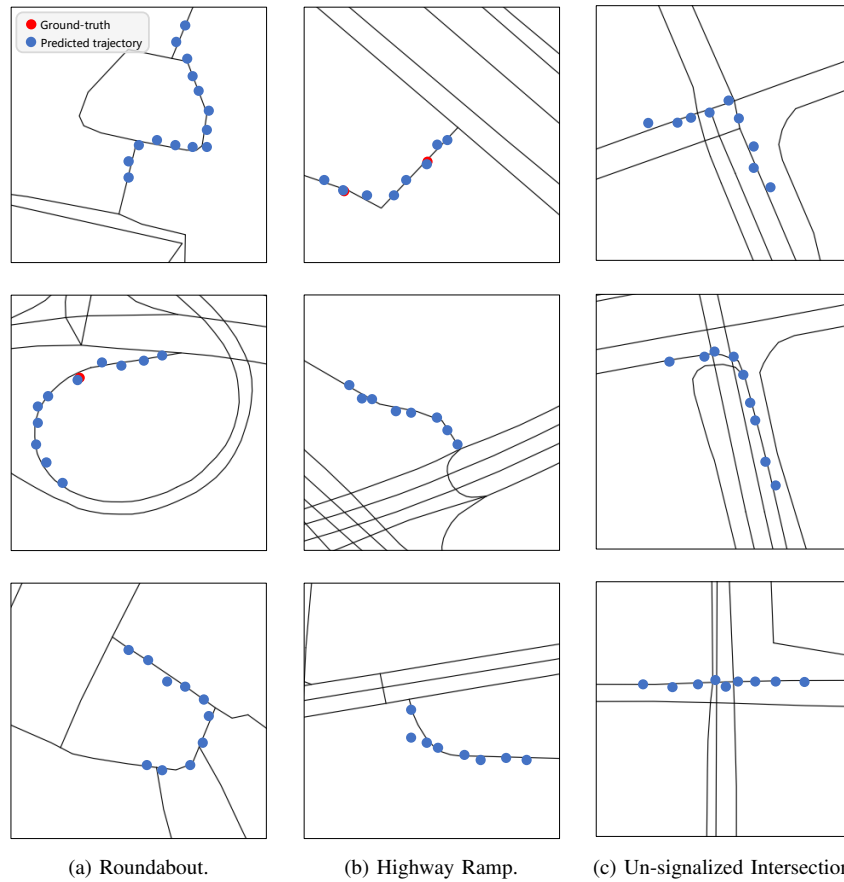 Ground-truth
Predicted trajectory
(a) Roundabout.
(b) Highway Ramp.
(c) Un-signalized Intersection